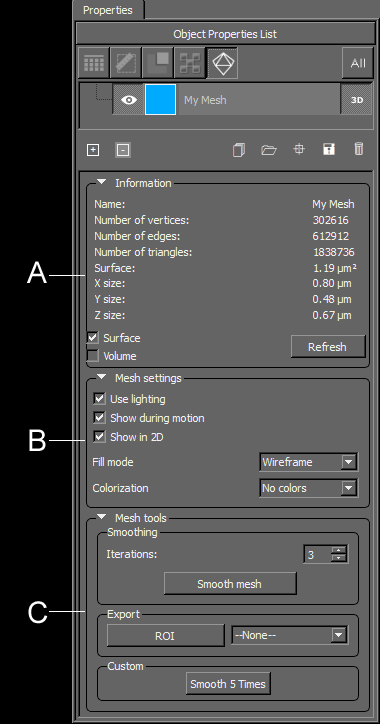 Properties
Object Properties List
All
My Mesh 3D
Information
Name: My Mesh
Number of vertices: 302616
Number of edges: 612912
Number of triangles: 1838736
Surface: 1.19 µm²
X size: 0.80 µm
Y size: 0.48 µm
Z size: 0.67 µm
A
Surface
Volume
Refresh
Mesh settings
Use lighting
Show during motion
Show in 2D
B
Fill mode Wireframe
Colorization No colors
Mesh tools
Smoothing
Iterations: 3
Smooth mesh
C
Export
ROI --None--
Custom
Smooth 5 Times